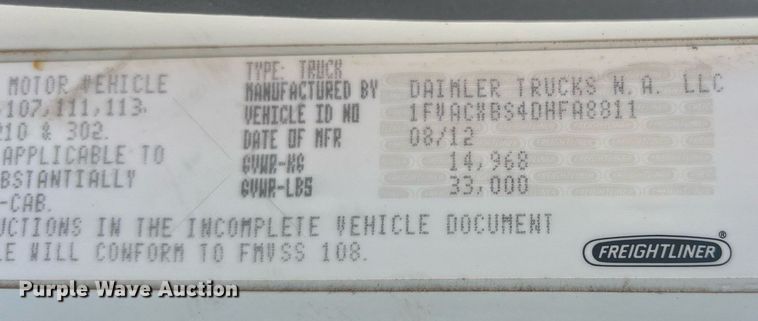 TYPE: TRUCK
MOTOR VEHICLE
MANUFACTURED BY DAIMLER TRUCKS N.A. LLC
107,111,113,
VEHICLE ID NO 1FVACXBS4DHFA8811
10 & 302.
DATE OF MFR 08/12
APPLICABLE TO
GVWR-KG 14,968
BSTANTIALLY
GVWR-LBS 33,000
-CAB.
UCTIONS IN THE INCOMPLETE VEHICLE DOCUMENT
LE WILL CONFORM TO FMVSS 108.
FREIGHTLINER®
Purple Wave Auction